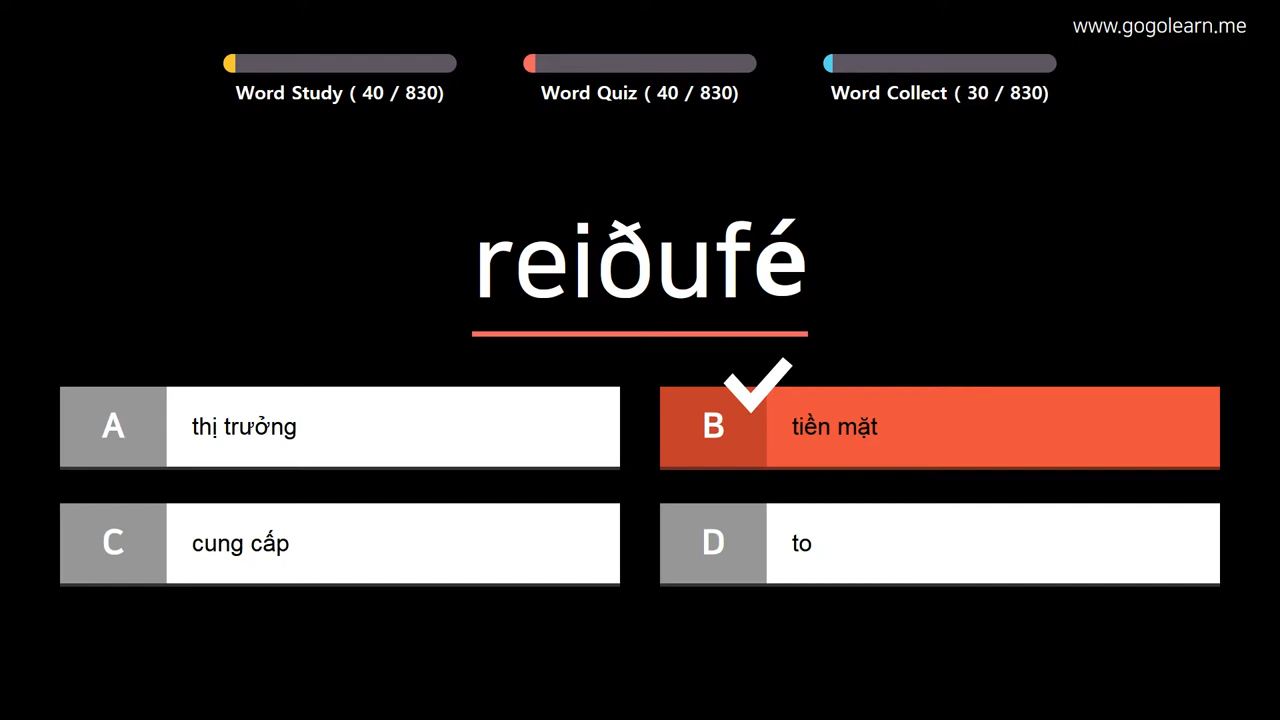 www.gogolearn.me
Word Study ( 40 / 830)
Word Quiz ( 40 / 830)
Word Collect ( 30 / 830)
reiðufé
A thị trưởng
B tiền mặt
C cung cấp
D to